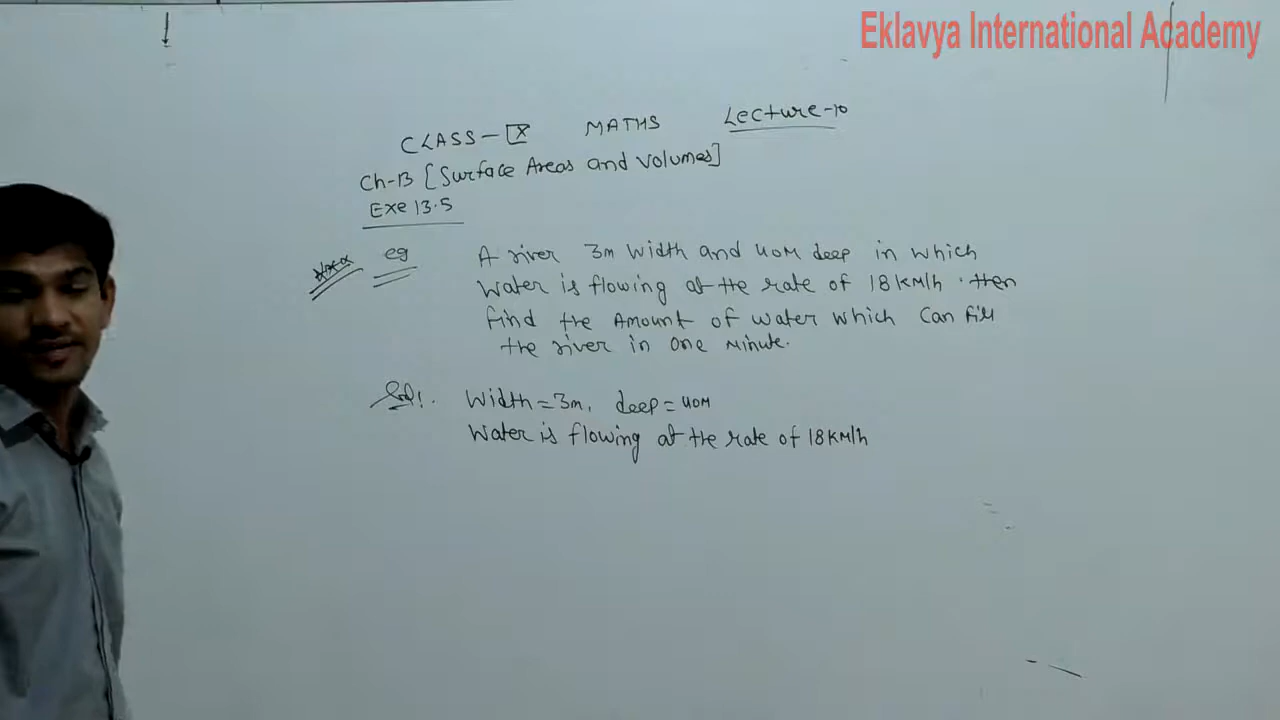 Eklavya International Academy
CLASS - IX MATHS Lecture-10
Ch-13 [Surface Areas and Volumes]
Exe 13.5
eg A river 3m width and 40M deep in which
Water is flowing at the rate of 18KM/h . then
find the Amount of water which can fill
the river in one Minute.
Sol! . Width = 3m, deep = 40M
Water is flowing at the rate of 18KM/h